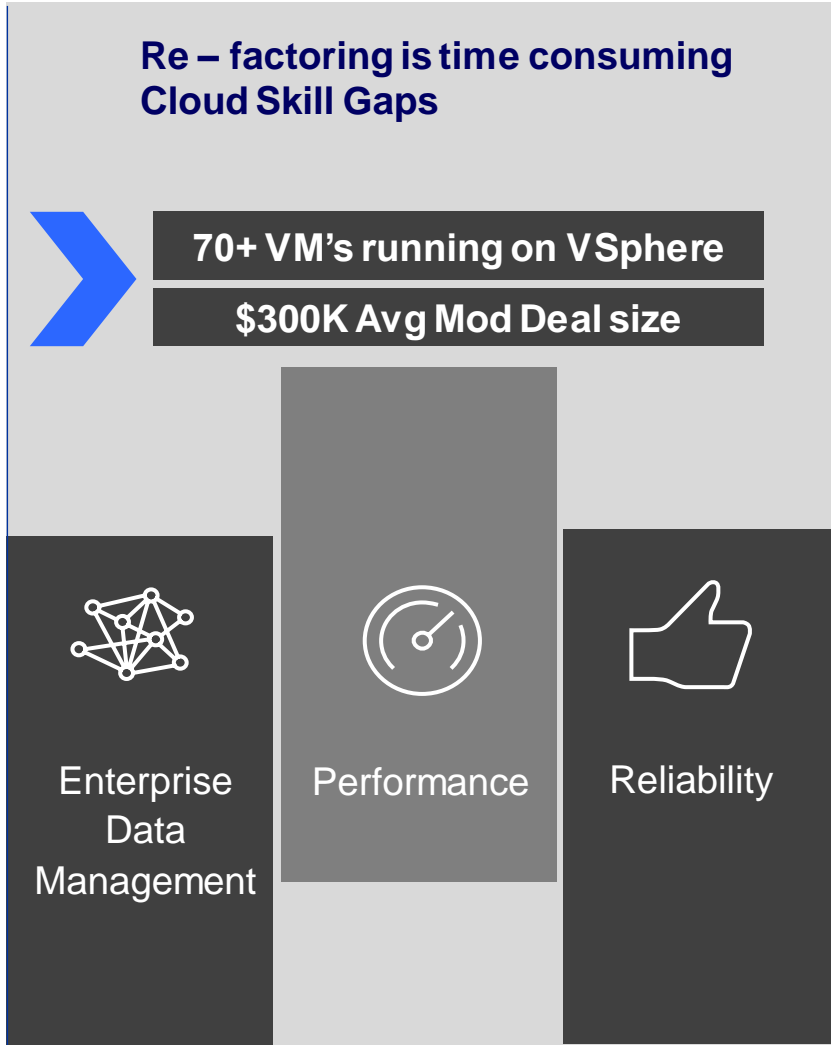 Re – factoring is time consuming
Cloud Skill Gaps
70+ VM’s running on VSphere
$300K Avg Mod Deal size
Enterprise
Data
Management
Performance
Reliability